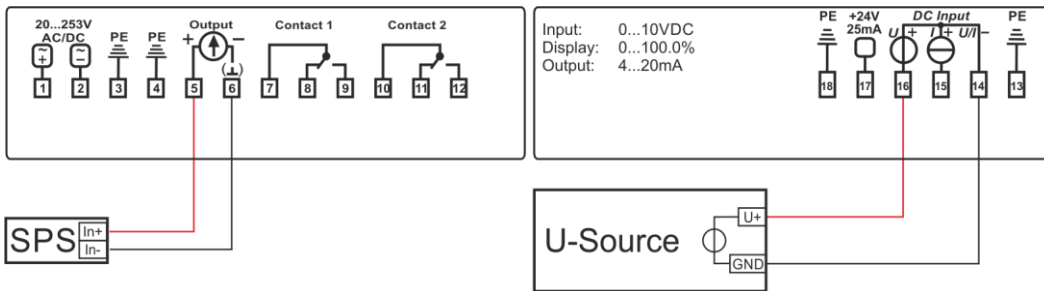 20...253V
AC/DC
PE
PE
Output
Contact 1
Contact 2
~
+
~
−
+
−
(⊥)
1
2
3
4
5
6
7
8
9
10
11
12
SPS
In+
In-
Input: 0...10VDC
Display: 0...100.0%
Output: 4...20mA
PE
+24V
25mA
DC Input
PE
U + I + U/I −
18
17
16
15
14
13
U-Source
U+
GND